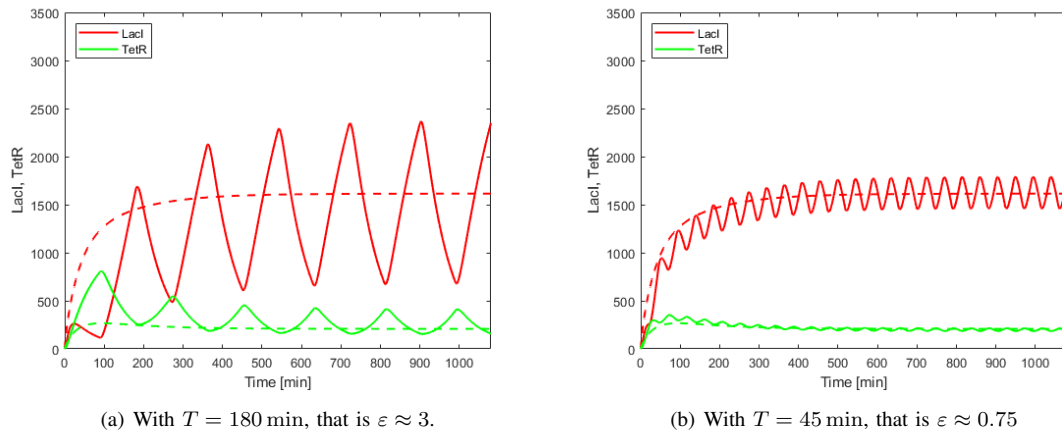 3500
3000
2500
2000
1500
1000
500
0
LacI, TetR
LacI
TetR
0 100 200 300 400 500 600 700 800 900 1000
Time [min]
(a) With T = 180 min, that is ε ≈ 3.
3500
3000
2500
2000
1500
1000
500
0
LacI, TetR
LacI
TetR
0 100 200 300 400 500 600 700 800 900 1000
Time [min]
(b) With T = 45 min, that is ε ≈ 0.75